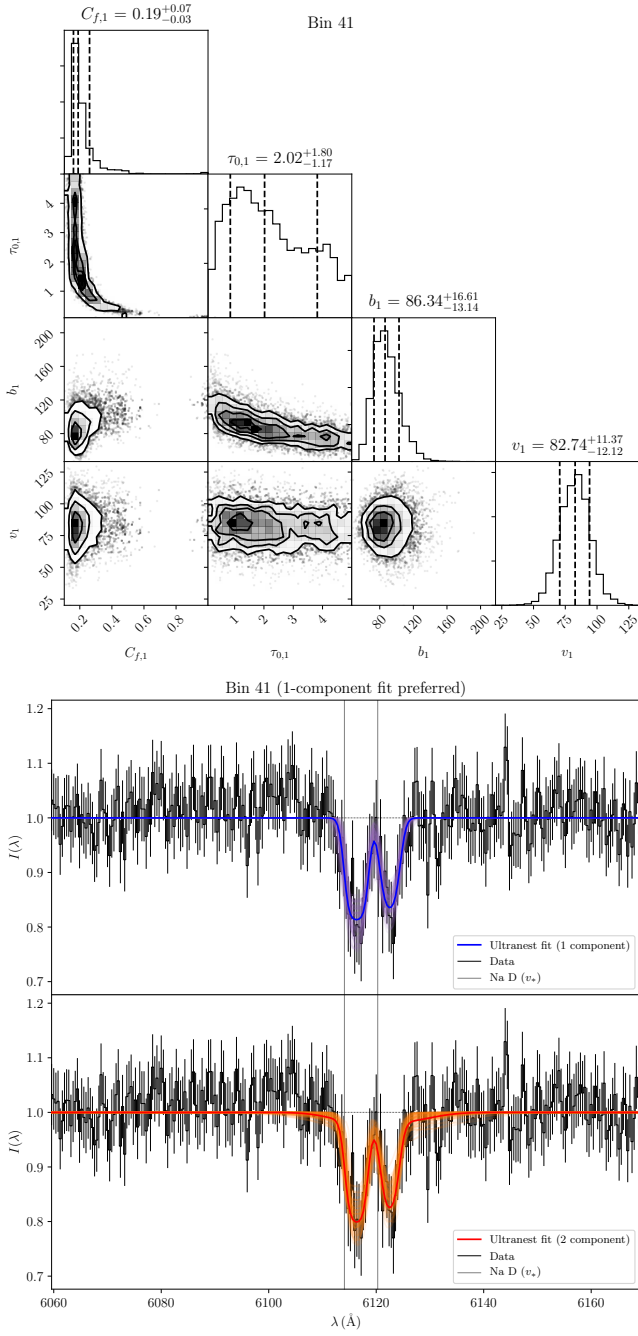 Bin 41
C_{f,1} = 0.19^{+0.07}_{-0.03}
τ_{0,1} = 2.02^{+1.80}_{-1.17}
4
3
2
1
τ_{0,1}
b_1 = 86.34^{+16.61}_{-13.14}
200
160
120
80
b_1
v_1 = 82.74^{+11.37}_{-12.12}
125
100
75
50
25
v_1
0.2 0.4 0.6 0.8
1 2 3 4
80 120 160 200
25 50 75 100 125
C_{f,1} τ_{0,1} b_1 v_1
Bin 41 (1-component fit preferred)
1.2
1.1
1.0
0.9
0.8
0.7
I(λ)
Ultranest fit (1 component)
Data
Na D (v_*)
1.2
1.1
1.0
0.9
0.8
0.7
I(λ)
Ultranest fit (2 component)
Data
Na D (v_*)
6060 6080 6100 6120 6140 6160
λ (Å)